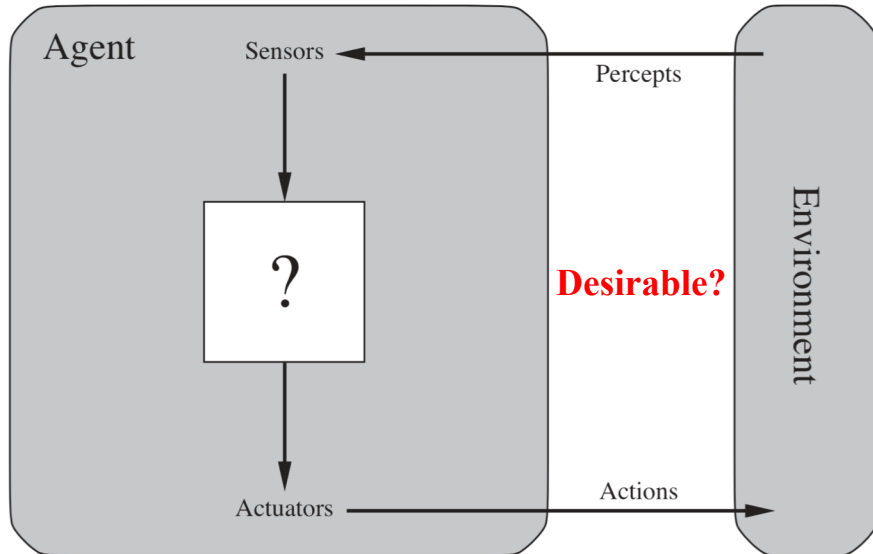 Agent
Sensors
Percepts
?
Desirable?
Environment
Actuators
Actions